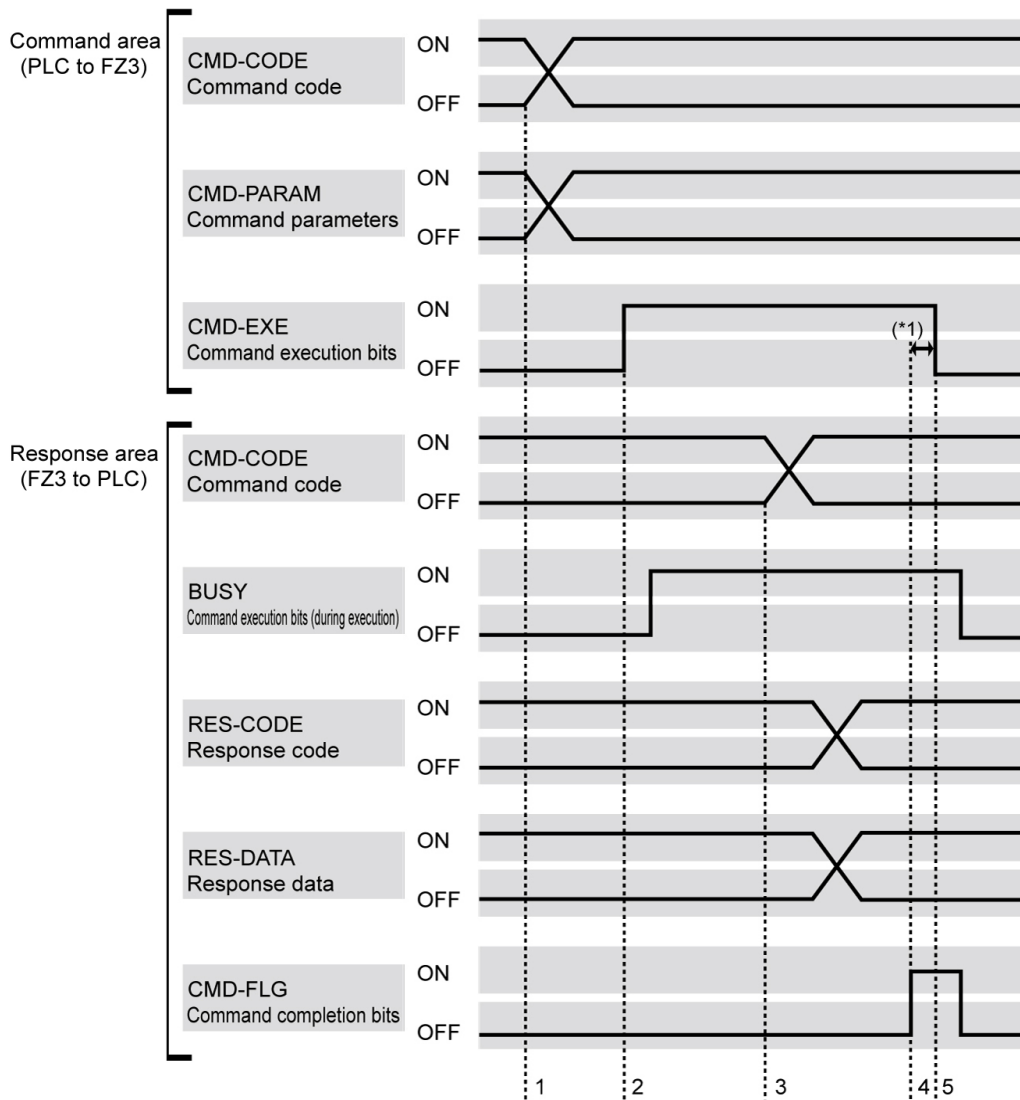 Command area
(PLC to FZ3)
CMD-CODE
Command code
ON
OFF
CMD-PARAM
Command parameters
ON
OFF
CMD-EXE
Command execution bits
ON
OFF
(*1)
Response area
(FZ3 to PLC)
CMD-CODE
Command code
ON
OFF
BUSY
Command execution bits (during execution)
ON
OFF
RES-CODE
Response code
ON
OFF
RES-DATA
Response data
ON
OFF
CMD-FLG
Command completion bits
ON
OFF
1 2 3 4 5